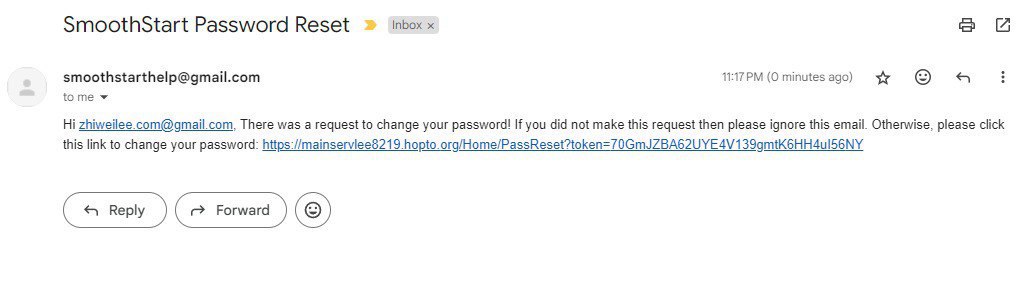 SmoothStart Password Reset
Inbox ×
smoothstarthelp@gmail.com
11:17 PM (0 minutes ago)
to me
Hi zhiweilee.com@gmail.com, There was a request to change your password! If you did not make this request then please ignore this email. Otherwise, please click
this link to change your password: https://mainservlee8219.hopto.org/Home/PassReset?token=70GmJZBA62UYE4V139gmtK6HH4uI56NY
Reply
Forward